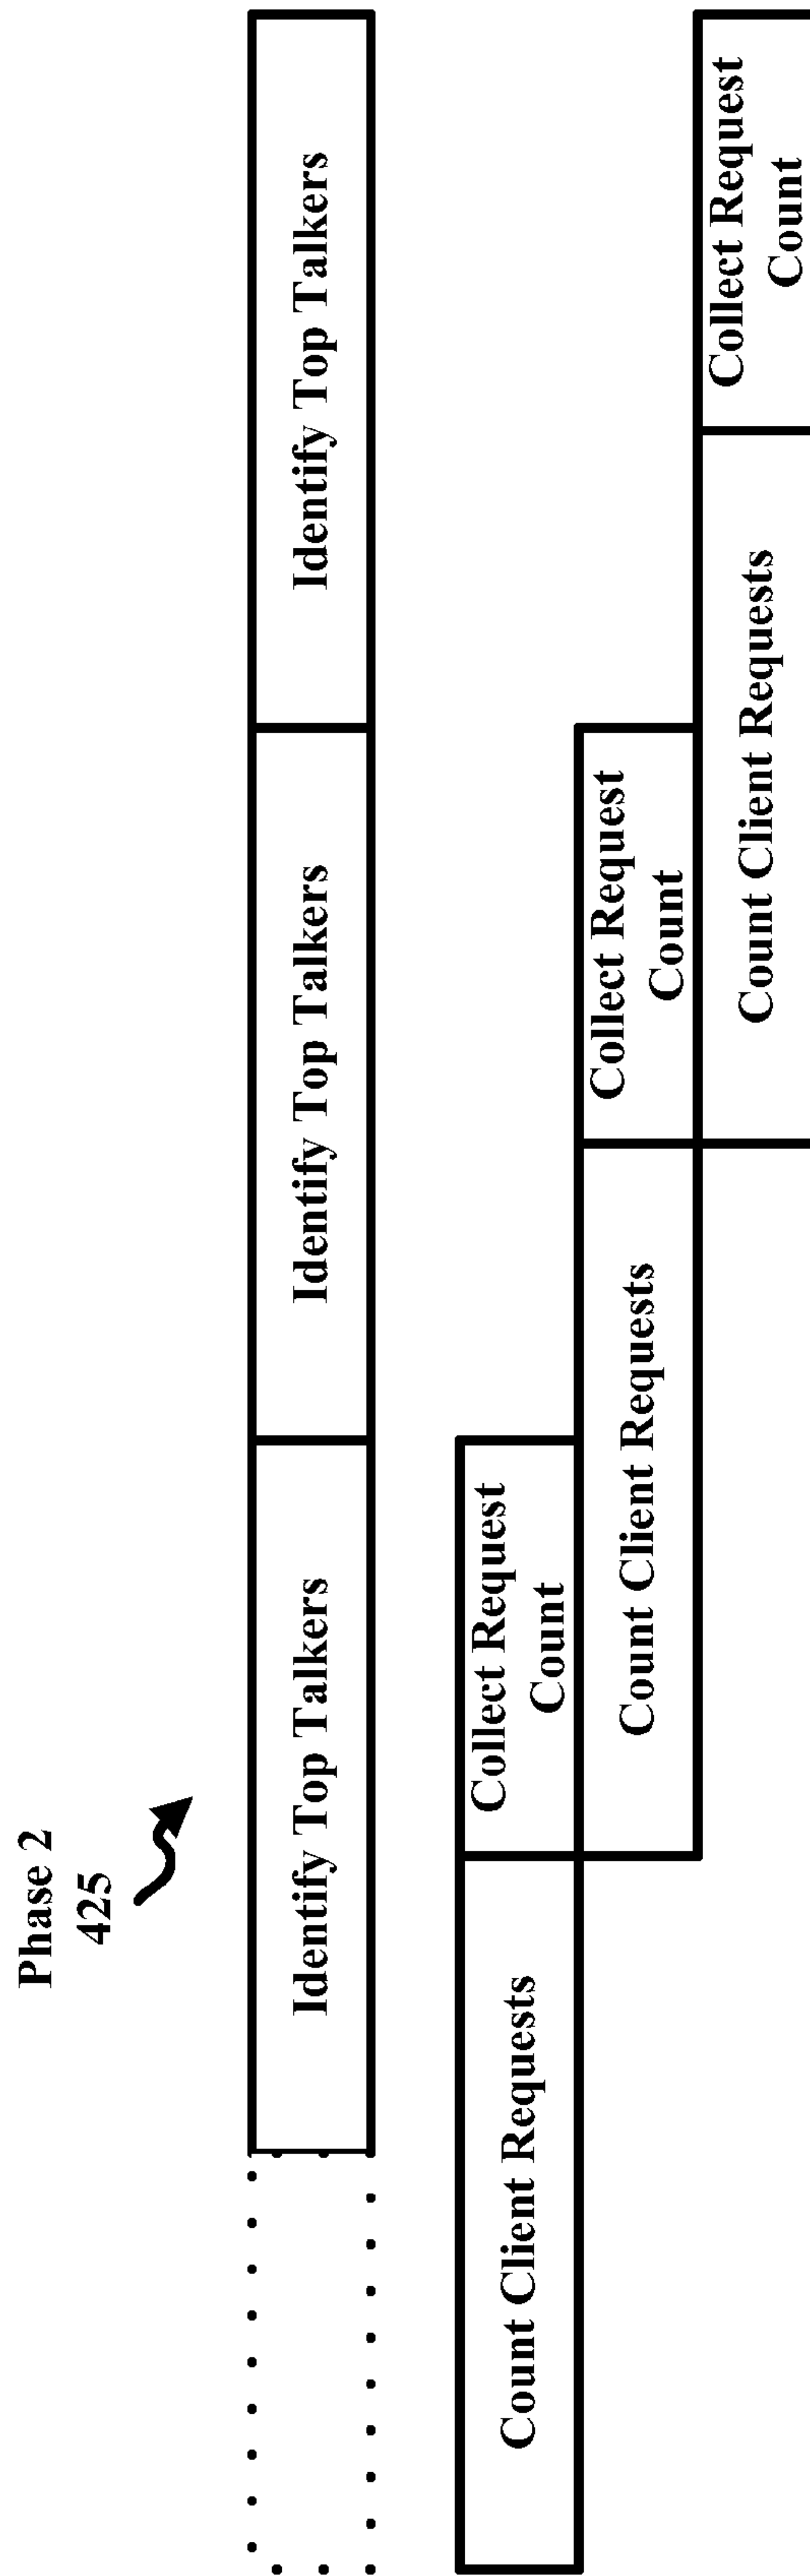 Phase 2
425
Identify Top Talkers
Identify Top Talkers
Identify Top Talkers
Count Client Requests
Collect Request
Count
Count Client Requests
Collect Request
Count
Count Client Requests
Collect Request
Count